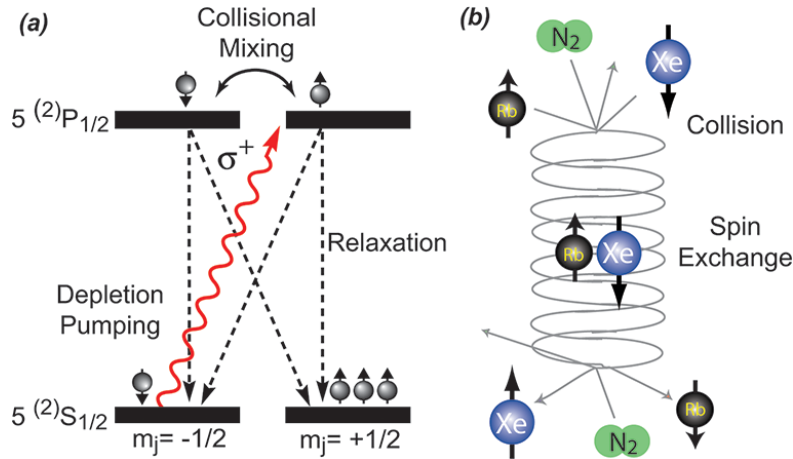 (a)
Collisional
Mixing
5 (2)P1/2
σ+
Relaxation
Depletion
Pumping
5 (2)S1/2
mj= -1/2
mj= +1/2
(b)
N2
Xe
Rb
Collision
Rb
Xe
Spin
Exchange
Xe
N2
Rb